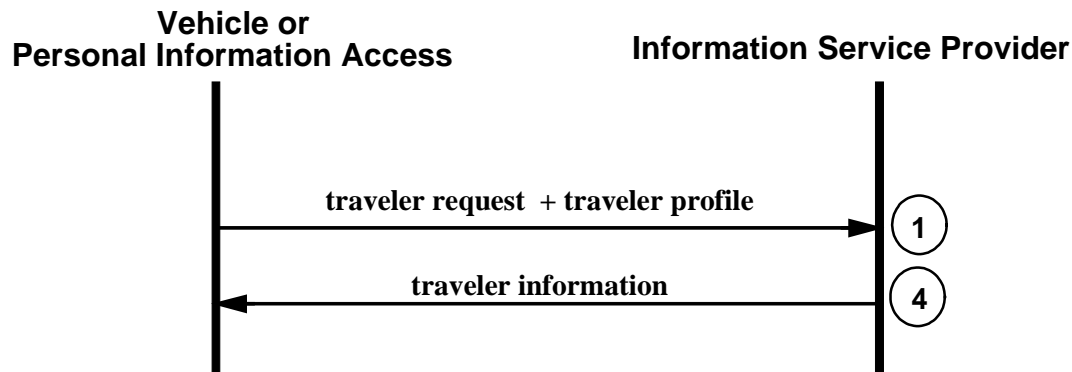 Vehicle or
Personal Information Access
Information Service Provider
traveler request + traveler profile
1
traveler information
4